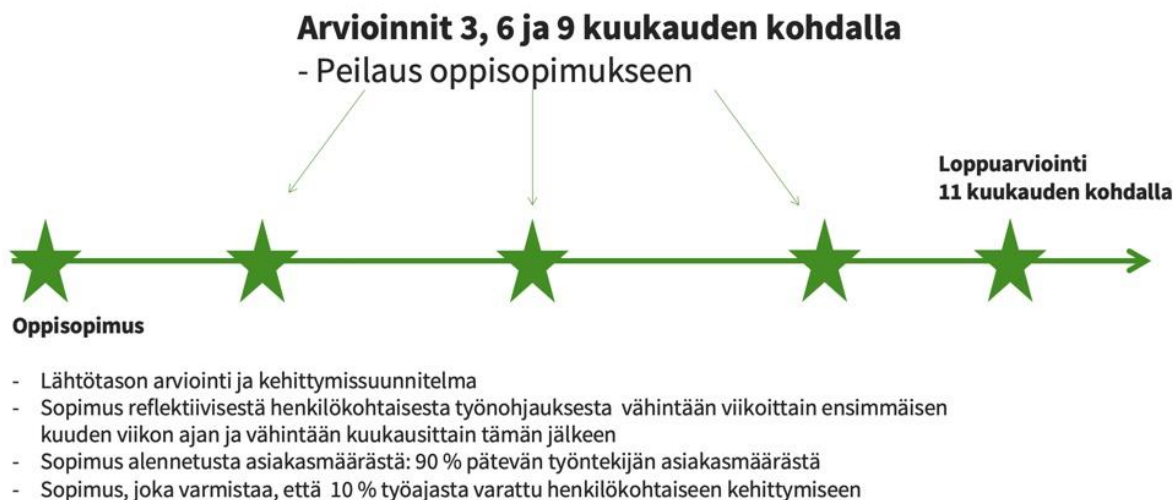 Arvioinnit 3, 6 ja 9 kuukauden kohdalla
- Peilaus oppisopimukseen
Loppuarviointi
11 kuukauden kohdalla
Oppisopimus
- Lähtötason arviointi ja kehittymissuunnitelma
- Sopimus reflektiivisestä henkilökohtaisesta työnohjauksesta vähintään viikoittain ensimmäisen
kuuden viikon ajan ja vähintään kuukausittain tämän jälkeen
- Sopimus alennetusta asiakasmäärästä: 90 % pätevän työntekijän asiakasmäärästä
- Sopimus, joka varmistaa, että 10 % työajasta varattu henkilökohtaiseen kehittymiseen